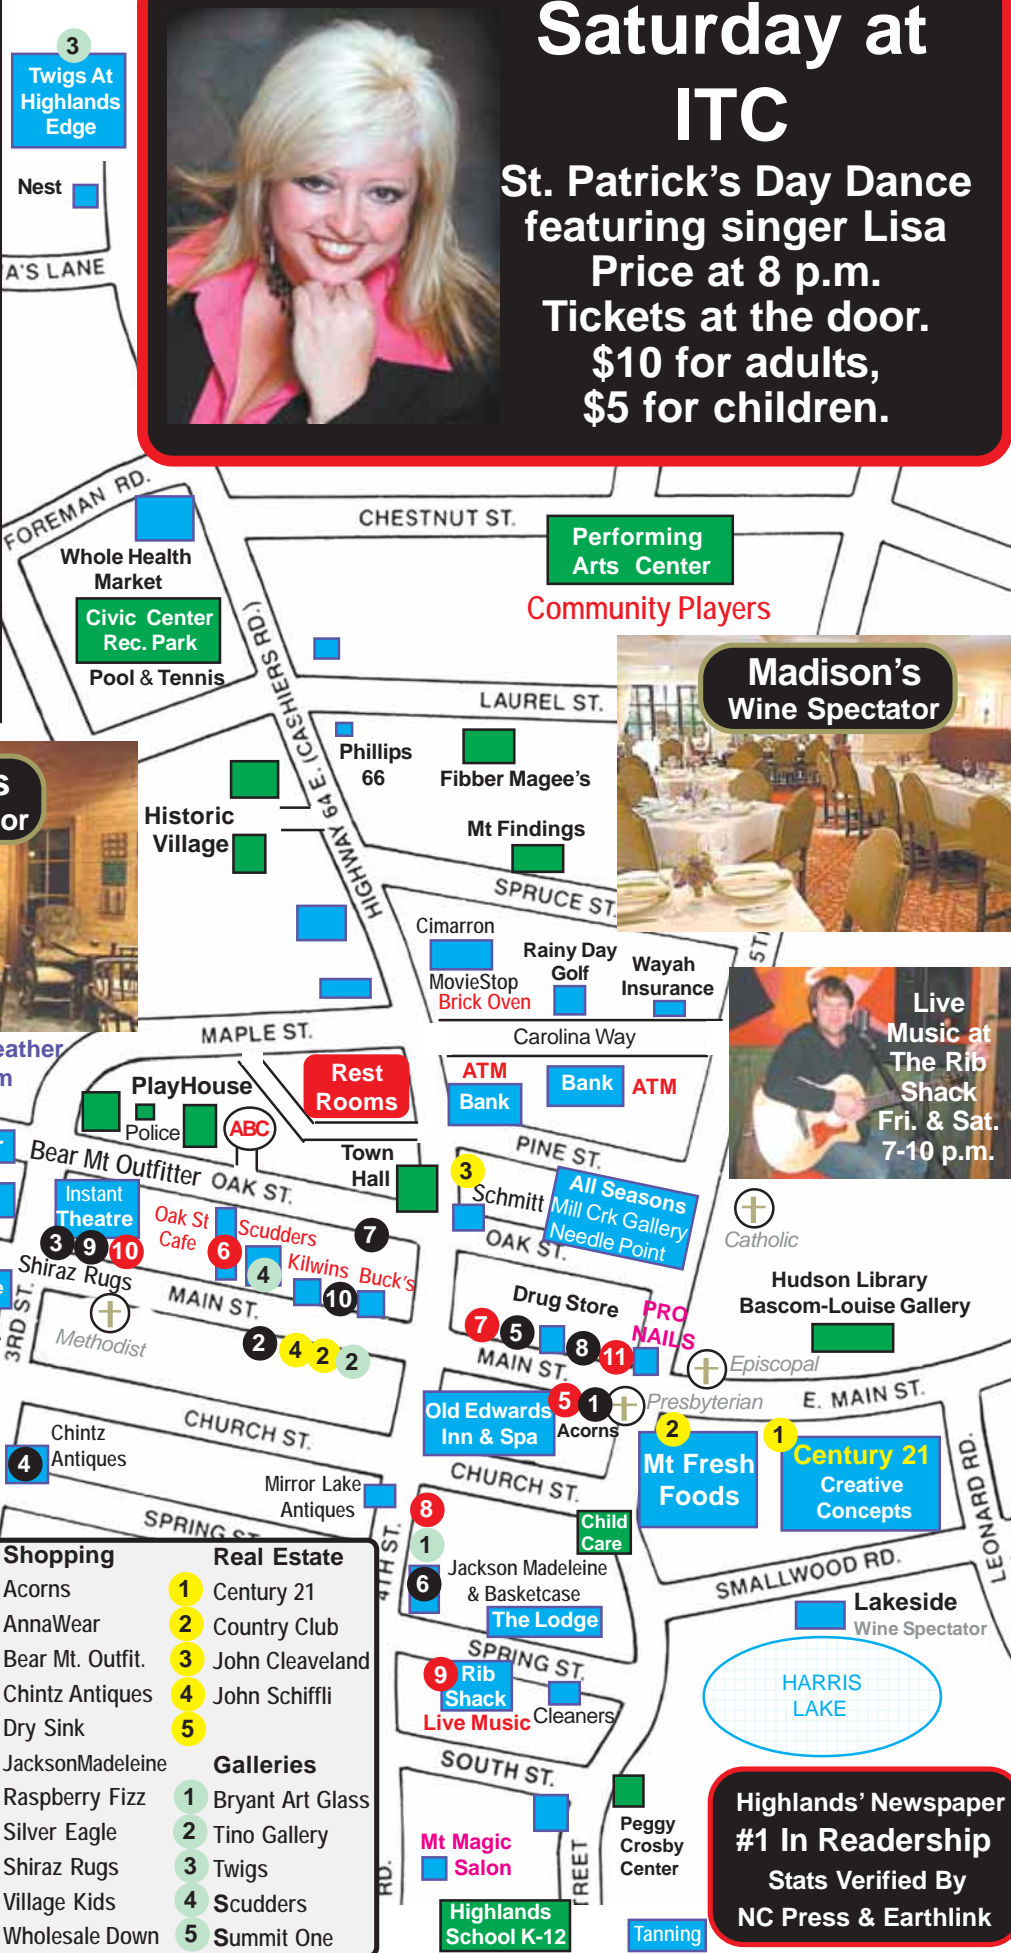 Saturday at
ITC
St. Patrick's Day Dance
featuring singer Lisa
Price at 8 p.m.
Tickets at the door.
$10 for adults,
$5 for children.
3
Twigs At
Highlands
Edge
Nest
'A'S LANE
FOREMAN RD.
CHESTNUT ST.
Whole Health
Market
Performing
Arts Center
Community Players
Civic Center
Rec. Park
Pool & Tennis
HIGHWAY 64 E. (CASHIERS RD.)
LAUREL ST.
Madison's
Wine Spectator
Phillips
66
Fibber Magee's
s
or
Historic
Village
Mt Findings
SPRUCE ST.
5T
Cimarron
MovieStop
Brick Oven
Rainy Day
Golf
Wayah
Insurance
Live
Music at
The Rib
Shack
Fri. & Sat.
7-10 p.m.
MAPLE ST.
Carolina Way
eather
m
PlayHouse
Police
ABC
Rest
Rooms
ATM
Bank
Bank
ATM
Town
Hall
PINE ST.
Bear Mt Outfitter
OAK ST.
3
Schmitt
All Seasons
Mill Crk Gallery
Needle Point
Catholic
r
Instant
Theatre
Oak St
Cafe
Scudders
7
OAK ST.
3
9
10
6
4
Kilwins
Buck's
Hudson Library
Bascom-Louise Gallery
e
Shiraz Rugs
10
MAIN ST.
Drug Store
PRO
NAILS
3RD ST.
Methodist
2
4
2
2
7
5
8
11
MAIN ST.
Episcopal
Presbyterian
E. MAIN ST.
Old Edwards
Inn & Spa
5
1
Acorns
CHURCH ST.
2
Mt Fresh
Foods
1
Century 21
Creative
Concepts
LEONARD RD.
Chintz
Antiques
4
CHURCH ST.
Mirror Lake
Antiques
SPRING ST
4TH ST.
8
1
6
Child
Care
Jackson Madeleine
& Basketcase
The Lodge
SMALLWOOD RD.
Lakeside
Wine Spectator
HARRIS
LAKE
SPRING ST.
9
Rib
Shack
Live Music
Cleaners
SOUTH ST.
Shopping
Real Estate
Acorns
1
Century 21
AnnaWear
2
Country Club
Bear Mt. Outfit.
3
John Cleaveland
Chintz Antiques
4
John Schiffli
Dry Sink
5
JacksonMadeleine
Galleries
Raspberry Fizz
1
Bryant Art Glass
Silver Eagle
2
Tino Gallery
Shiraz Rugs
3
Twigs
Village Kids
4
Scudders
Wholesale Down
5
Summit One
RD.
Mt Magic
Salon
TREET
Peggy
Crosby
Center
Highlands
School K-12
Tanning
Highlands' Newspaper
#1 In Readership
Stats Verified By
NC Press & Earthlink